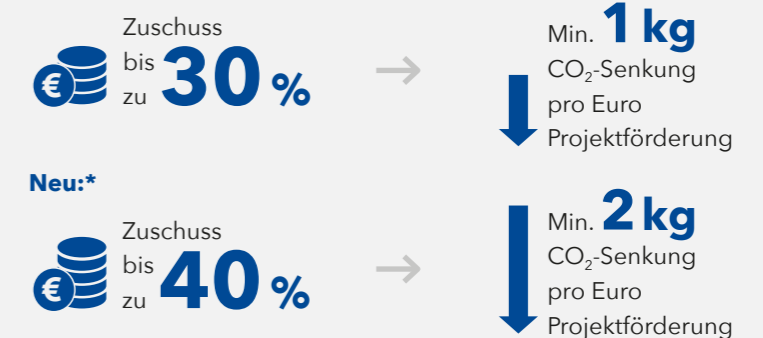 Zuschuss
bis
zu 30 %
→
Min. 1 kg
CO₂-Senkung
pro Euro
Projektförderung
Neu:*
Zuschuss
bis
zu 40 %
→
Min. 2 kg
CO₂-Senkung
pro Euro
Projektförderung